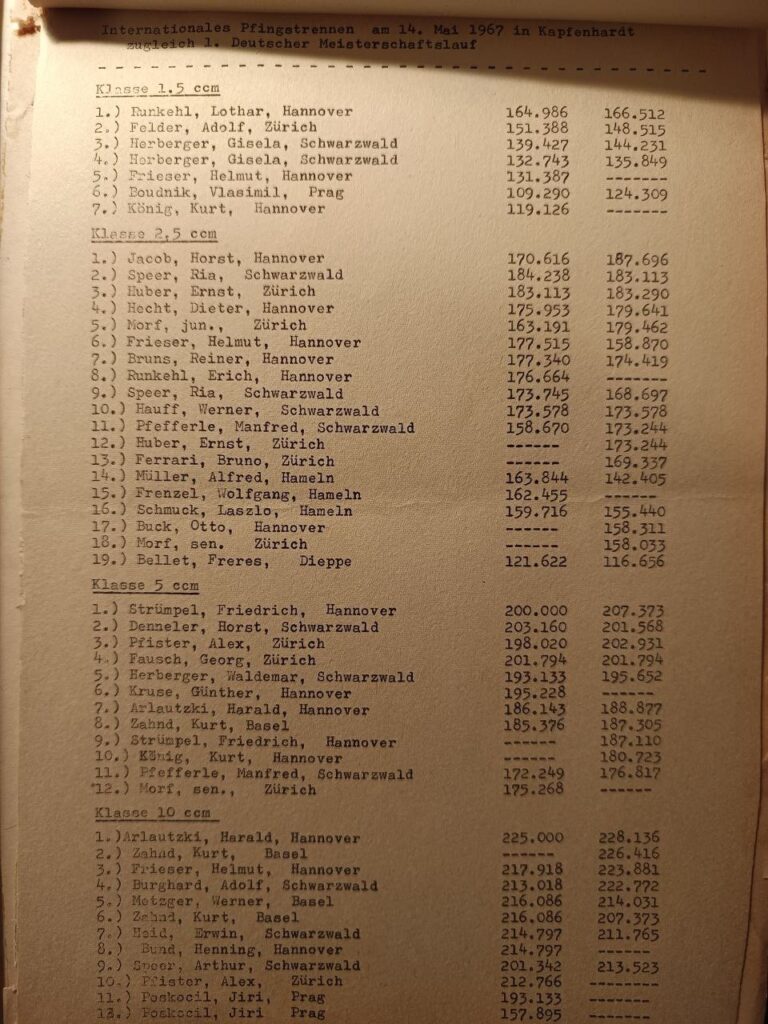 Internationales Pfingstrennen am 14. Mai 1967 in Kapfenhardt
zugleich 1. Deutscher Meisterschaftslauf
- - - - - - - - - - - - - - - - - - - - - - - - - - - - - - - - - - - - - - - -
Klasse 1.5 ccm
1.) Runkehl, Lothar, Hannover 164.986 166.512
2.) Felder, Adolf, Zürich 151.388 148.515
3.) Herberger, Gisela, Schwarzwald 139.427 144.231
4.) Herberger, Gisela, Schwarzwald 132.743 135.849
5.) Frieser, Helmut, Hannover 131.387 -------
6.) Boudnik, Vlasimil, Prag 109.290 124.309
7.) König, Kurt, Hannover 119.126 -------
Klasse 2,5 ccm
1.) Jacob, Horst, Hannover 170.616 187.696
2.) Speer, Ria, Schwarzwald 184.238 183.113
3.) Huber, Ernst, Zürich 183.113 183.290
4.) Hecht, Dieter, Hannover 175.953 179.641
5.) Morf, jun., Zürich 163.191 179.462
6.) Frieser, Helmut, Hannover 177.515 158.870
7.) Bruns, Reiner, Hannover 177.340 174.419
8.) Runkehl, Erich, Hannover 176.664 -------
9.) Speer, Ria, Schwarzwald 173.745 168.697
10.) Hauff, Werner, Schwarzwald 173.578 173.578
11.) Pfefferle, Manfred, Schwarzwald 158.670 173.244
12.) Huber, Ernst, Zürich ------ 173.244
13.) Ferrari, Bruno, Zürich ------ 169.337
14.) Müller, Alfred, Hameln 163.844 142.405
15.) Frenzel, Wolfgang, Hameln 162.455 ------
16.) Schmuck, Laszlo, Hameln 159.716 155.440
17.) Buck, Otto, Hannover ------ 158.311
18.) Morf, sen. Zürich ------ 158.033
19.) Bellet, Freres, Dieppe 121.622 116.656
Klasse 5 ccm
1.) Strümpel, Friedrich, Hannover 200.000 207.373
2.) Denneler, Horst, Schwarzwald 203.160 201.568
3.) Pfister, Alex, Zürich 198.020 202.931
4.) Fausch, Georg, Zürich 201.794 201.794
5.) Herberger, Waldemar, Schwarzwald 193.133 195.652
6.) Kruse, Günther, Hannover 195.228 ------
7.) Arlautzki, Harald, Hannover 186.143 188.877
8.) Zahnd, Kurt, Basel 185.376 187.305
9.) Strümpel, Friedrich, Hannover ------ 187.110
10.) König, Kurt, Hannover ------ 180.723
11.) Pfefferle, Manfred, Schwarzwald 172.249 176.817
12.) Morf, sen., Zürich 175.268 ------
Klasse 10 ccm
1.)Arlautzki, Harald, Hannover 225.000 228.136
2.) Zahnd, Kurt, Basel ------ 226.416
3.) Frieser, Helmut, Hannover 217.918 223.881
4.) Burghard, Adolf, Schwarzwald 213.018 222.772
5.) Metzger, Werner, Basel 216.086 214.031
6.) Zahnd, Kurt, Basel 216.086 207.373
7.) Heid, Erwin, Schwarzwald 214.797 211.765
8.) Bund, Henning, Hannover 214.797 ------
9.) Speer, Arthur, Schwarzwald 201.342 213.523
10.) Pfister, Alex, Zürich 212.766 --------
11.) Poskocil, Jiri, Prag 193.133 -------
12.) Poskocil, Jiri Prag 157.895 --------